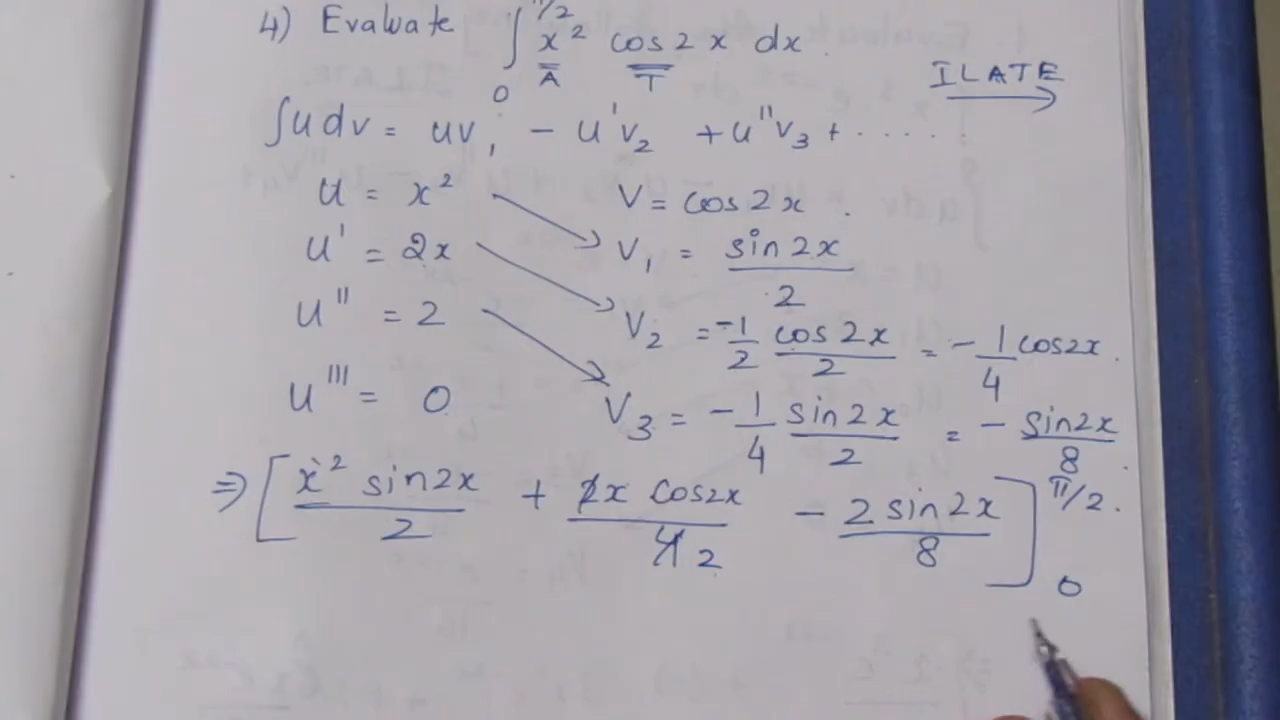 4) Evaluate ∫₀^(π/2) x² cos 2x dx.
A T
ILATE
∫u dv = uv₁ - u'v₂ + u''v₃ + ......
u = x² V = cos 2x .
u' = 2x V₁ = sin 2x / 2
u'' = 2 V₂ = -1/2 cos 2x / 2 = - 1/4 cos2x .
u''' = 0 V₃ = - 1/4 sin 2x / 2 = - sin2x / 8 .
⇒ [ x² sin2x / 2 + 2x cos2x / 4 2 - 2 sin 2x / 8 ]₀^(π/2) .